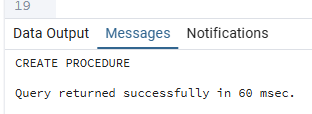 19
Data Output Messages Notifications
CREATE PROCEDURE
Query returned successfully in 60 msec.